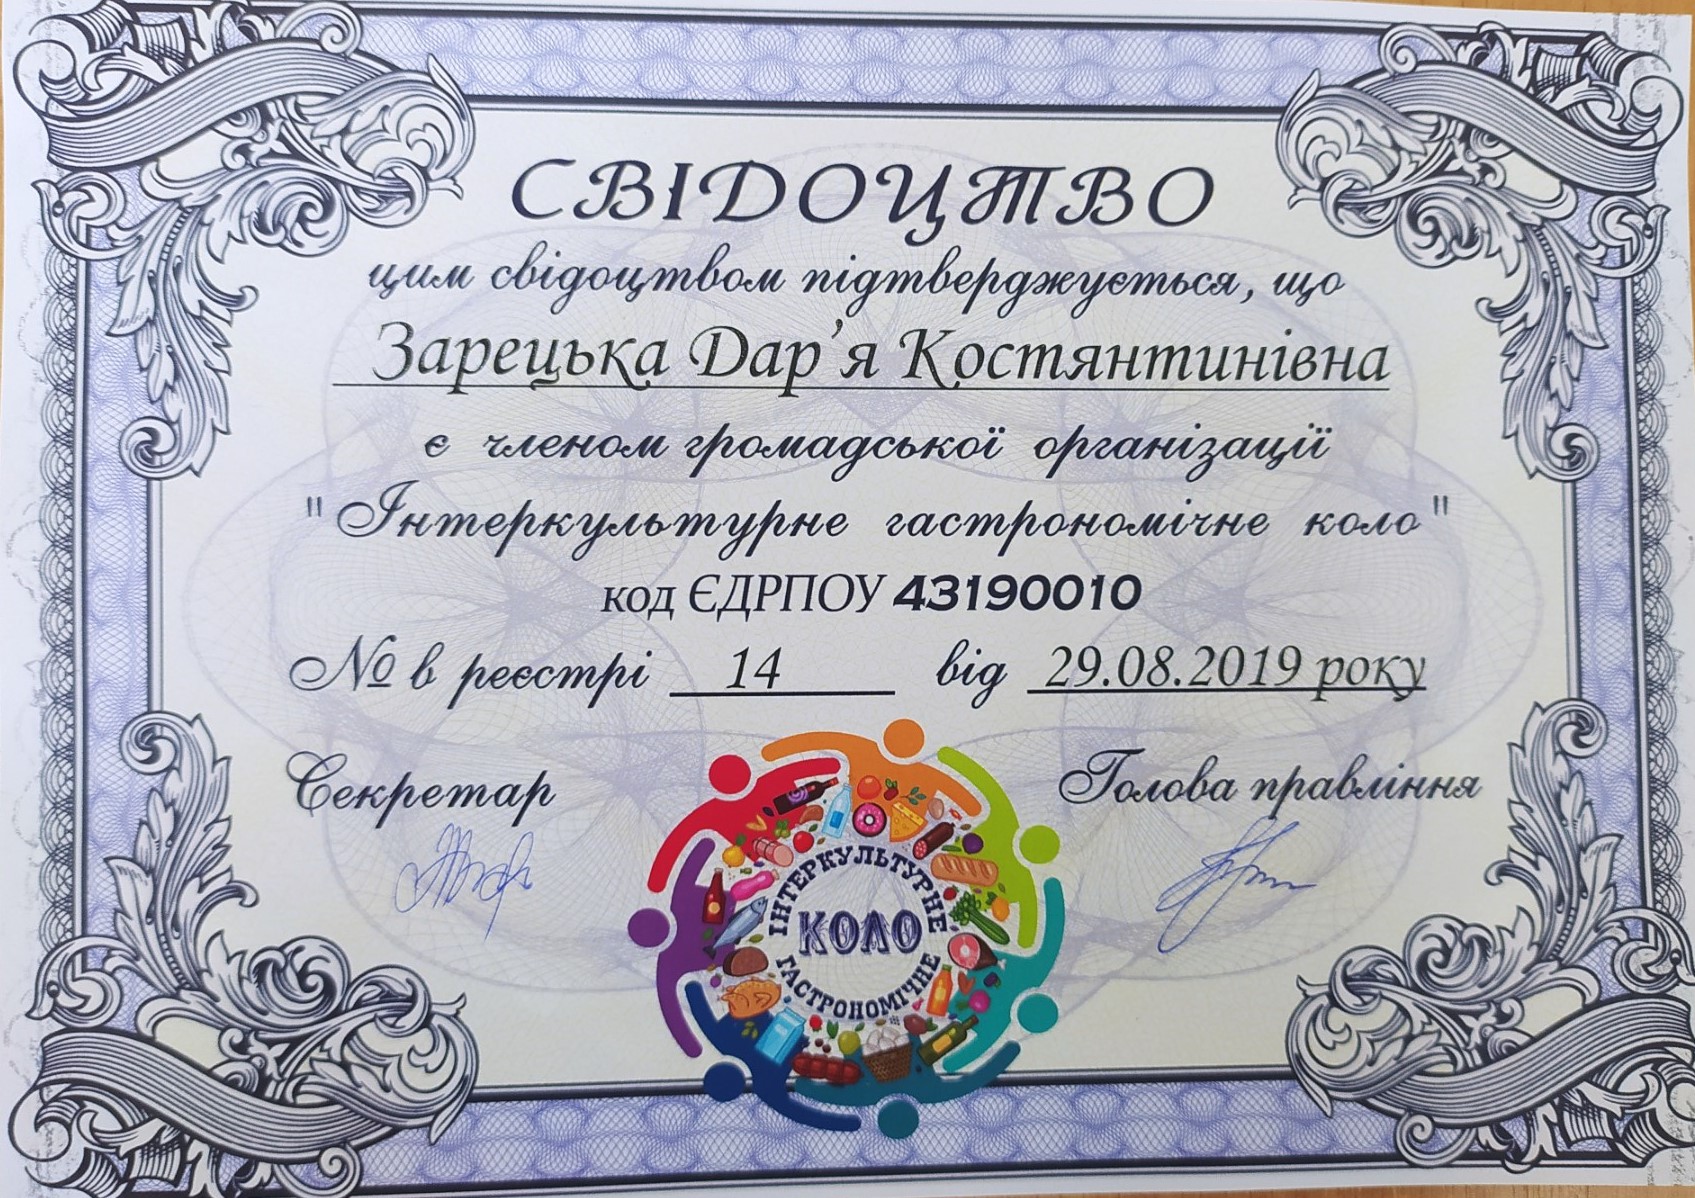 СВІДОЦТВО
цим свідоцтвом підтверджується, що
Зарецька Дар’я Костянтинівна
є членом громадської організації
"Інтеркультурне гастрономічне коло"
код ЄДРПОУ 43190010
№ в реєстрі 14 від 29.08.2019 року
Секретар Голова правління
ІНТЕРКУЛЬТУРНЕ
КОЛО
ГАСТРОНОМІЧНЕ